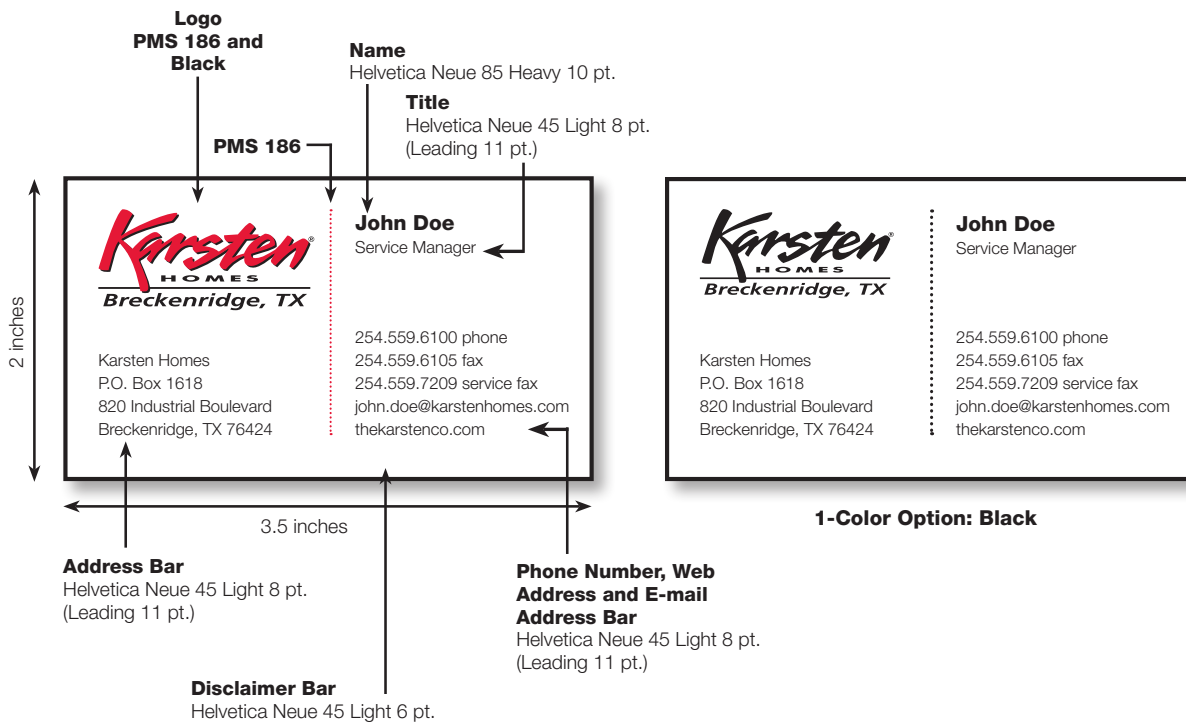 Logo
PMS 186 and
Black
Name
Helvetica Neue 85 Heavy 10 pt.
Title
Helvetica Neue 45 Light 8 pt.
(Leading 11 pt.)
PMS 186
2 inches
Karsten®
HOMES
Breckenridge, TX
John Doe
Service Manager
Karsten Homes
P.O. Box 1618
820 Industrial Boulevard
Breckenridge, TX 76424
254.559.6100 phone
254.559.6105 fax
254.559.7209 service fax
john.doe@karstenhomes.com
thekarstenco.com
3.5 inches
Karsten®
HOMES
Breckenridge, TX
John Doe
Service Manager
Karsten Homes
P.O. Box 1618
820 Industrial Boulevard
Breckenridge, TX 76424
254.559.6100 phone
254.559.6105 fax
254.559.7209 service fax
john.doe@karstenhomes.com
thekarstenco.com
1-Color Option: Black
Address Bar
Helvetica Neue 45 Light 8 pt.
(Leading 11 pt.)
Phone Number, Web
Address and E-mail
Address Bar
Helvetica Neue 45 Light 8 pt.
(Leading 11 pt.)
Disclaimer Bar
Helvetica Neue 45 Light 6 pt.